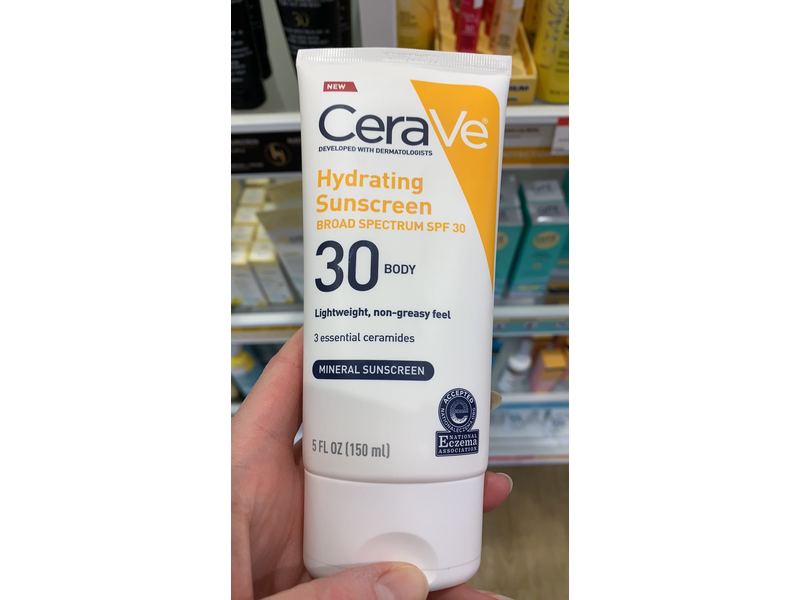 NEW
CeraVe®
DEVELOPED WITH DERMATOLOGISTS
Hydrating
Sunscreen
BROAD SPECTRUM SPF 30
30 BODY
Lightweight, non-greasy feel
3 essential ceramides
MINERAL SUNSCREEN
ACCEPTED
NATIONAL
Eczema
ASSOCIATION
5 FL OZ (150 ml)